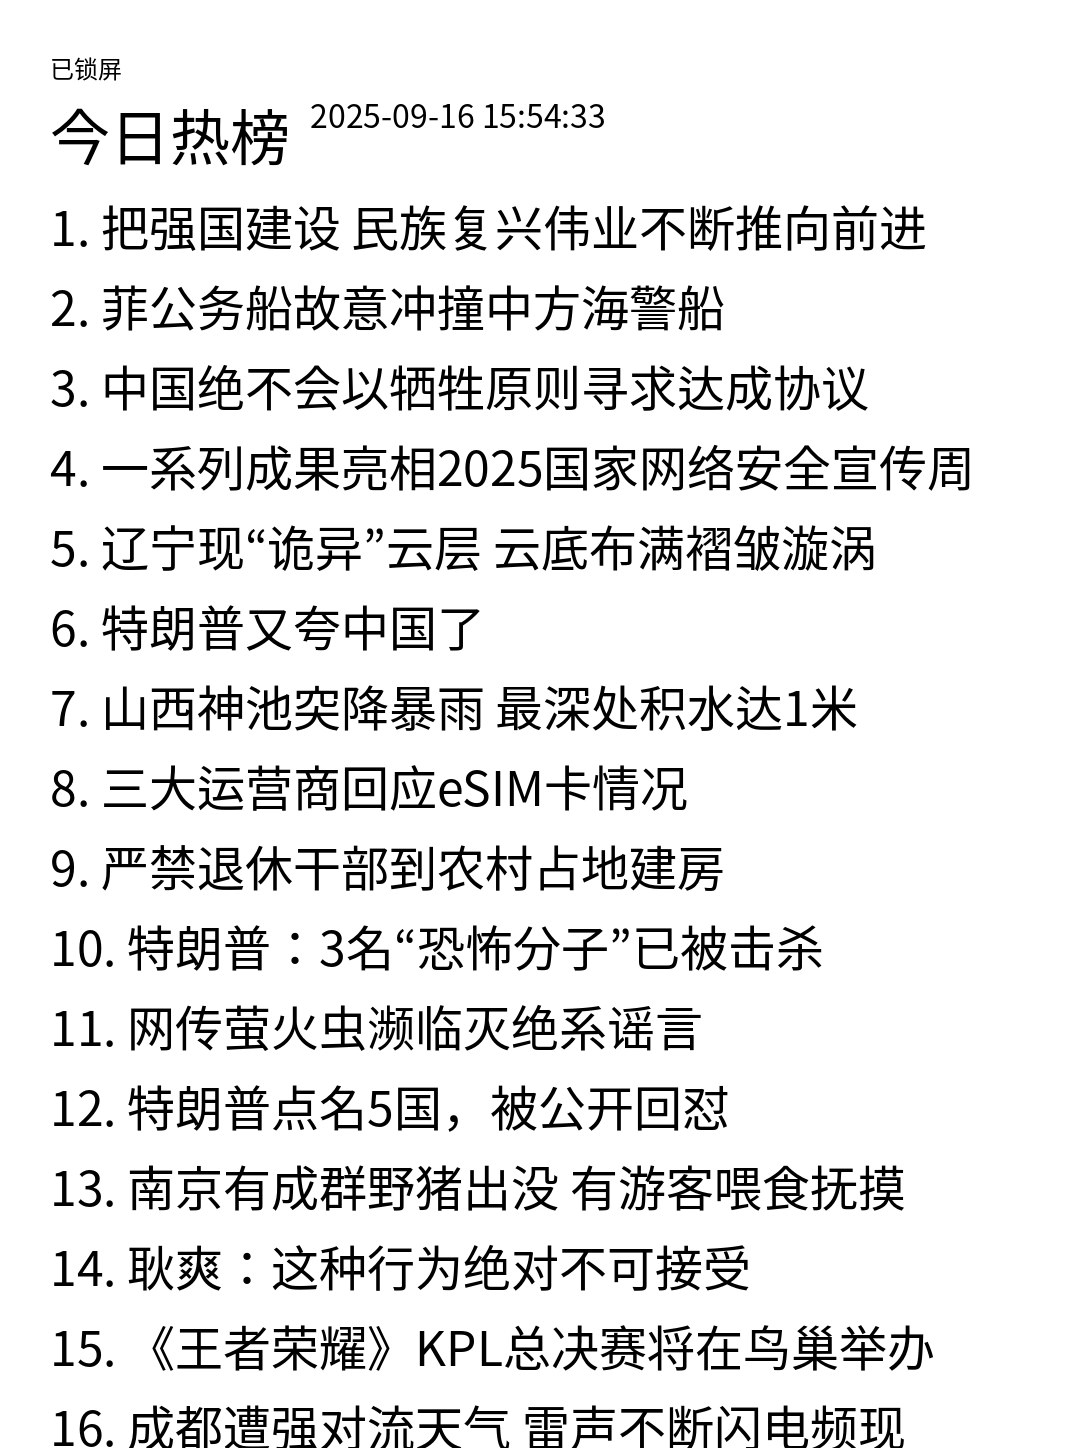 已锁屏
今日热榜 2025-09-16 15:54:33
1. 把强国建设 民族复兴伟业不断推向前进
2. 菲公务船故意冲撞中方海警船
3. 中国绝不会以牺牲原则寻求达成协议
4. 一系列成果亮相2025国家网络安全宣传周
5. 辽宁现“诡异”云层 云底布满褶皱漩涡
6. 特朗普又夸中国了
7. 山西神池突降暴雨 最深处积水达1米
8. 三大运营商回应eSIM卡情况
9. 严禁退休干部到农村占地建房
10. 特朗普：3名“恐怖分子”已被击杀
11. 网传萤火虫濒临灭绝系谣言
12. 特朗普点名5国，被公开回怼
13. 南京有成群野猪出没 有游客喂食抚摸
14. 耿爽：这种行为绝对不可接受
15. 《王者荣耀》KPL总决赛将在鸟巢举办
16. 成都遭强对流天气 雷声不断闪电频现